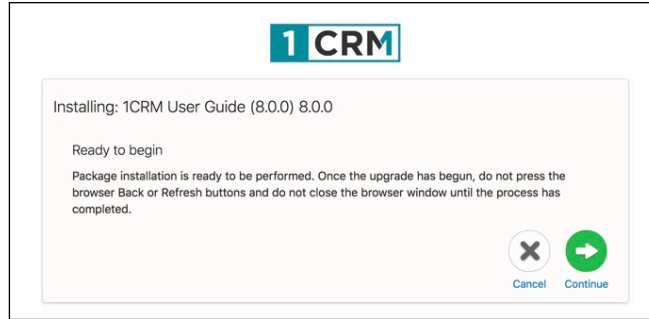 1 CRM
Installing: 1CRM User Guide (8.0.0) 8.0.0
Ready to begin
Package installation is ready to be performed. Once the upgrade has begun, do not press the
browser Back or Refresh buttons and do not close the browser window until the process has
completed.
Cancel Continue